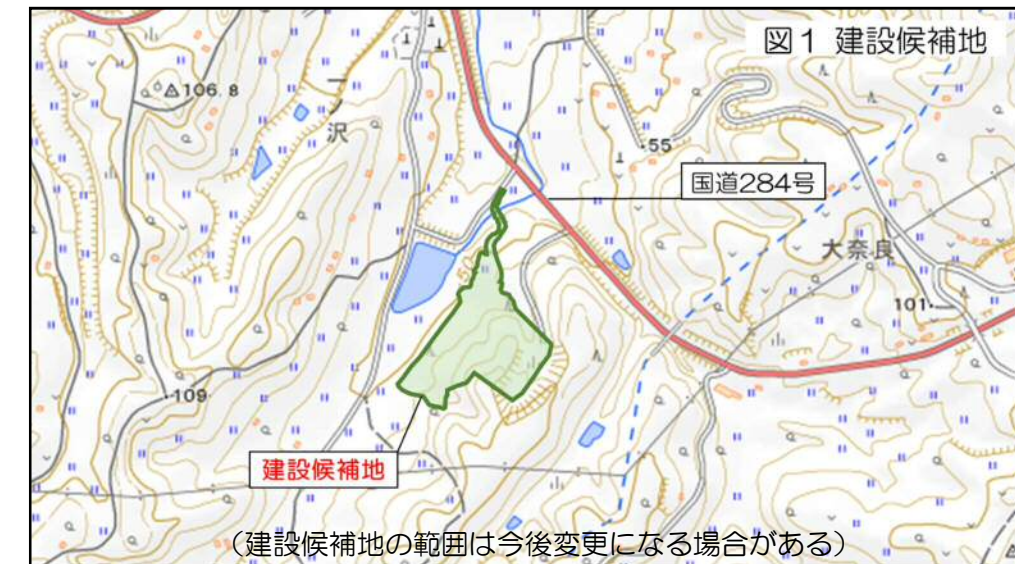 図1 建設候補地
106.8
沢
55
国道284号
大奈良
50
101
109
建設候補地
（建設候補地の範囲は今後変更になる場合がある）